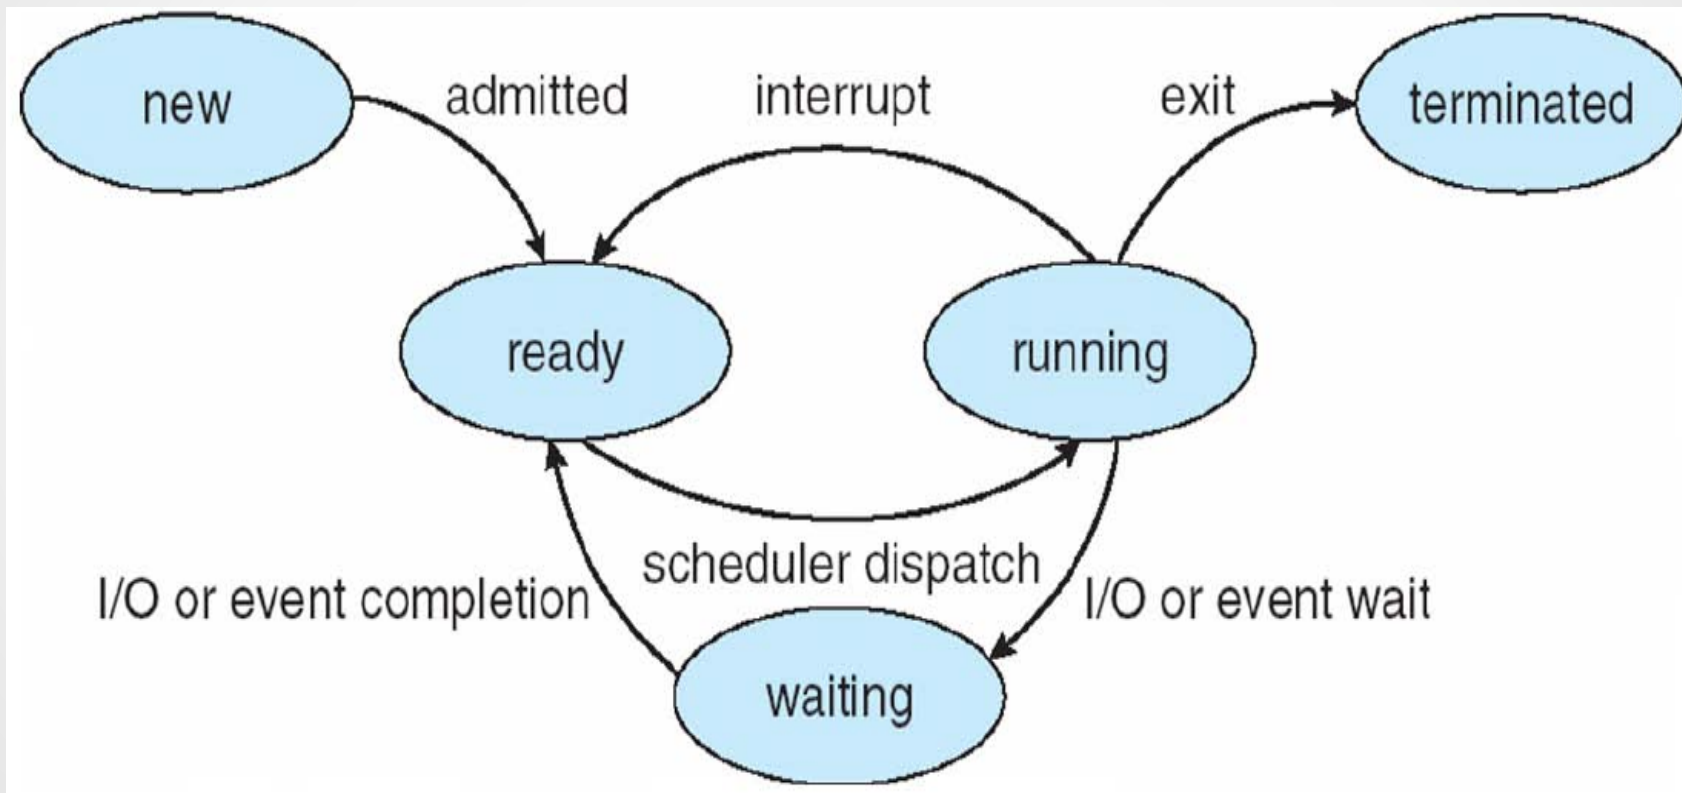 new
admitted
interrupt
exit
terminated
ready
running
scheduler dispatch
I/O or event completion
I/O or event wait
waiting